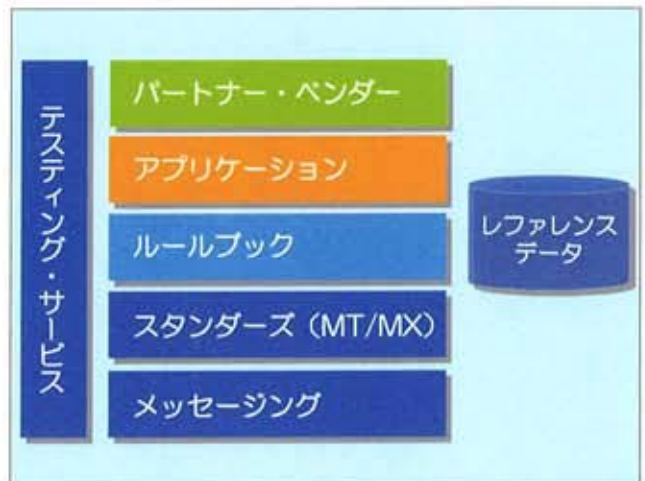 テスティング・サービス
パートナー・ベンダー
アプリケーション
ルールブック
スタンダーズ（MT/MX）
メッセージング
レファレンス
データ